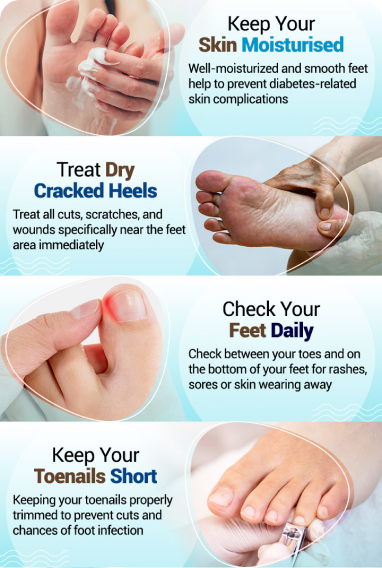 Keep Your
Skin Moisturised
Well-moisturized and smooth feet
help to prevent diabetes-related
skin complications
Treat Dry
Cracked Heels
Treat all cuts, scratches, and
wounds specifically near the feet
area immediately
Check Your
Feet Daily
Check between your toes and on
the bottom of your feet for rashes,
sores or skin wearing away
Keep Your
Toenails Short
Keeping your toenails properly
trimmed to prevent cuts and
chances of foot infection